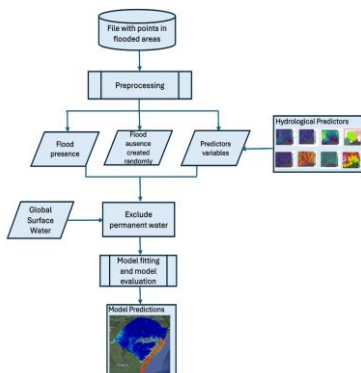 File with points in
flooded areas
Preprocessing
Flood
presence
Flood
ausence
created
randomly
Predictors
variables
Hydrological Predictors
Global
Surface
Water
Exclude
permanent water
Model fitting
and model
evaluation
Model Predictions